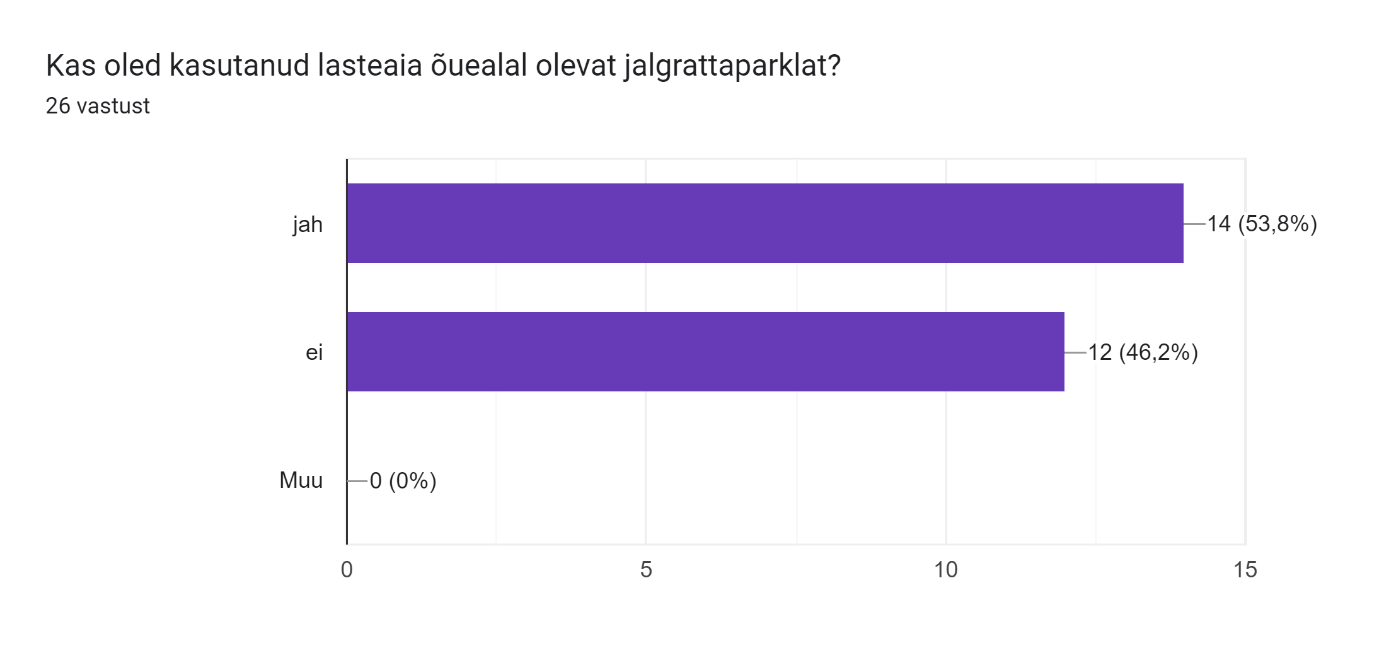 Kas oled kasutanud lasteaia õuealal olevat jalgrattaparklat?
26 vastust
jah
14 (53,8%)
ei
12 (46,2%)
Muu
0 (0%)
0 5 10 15